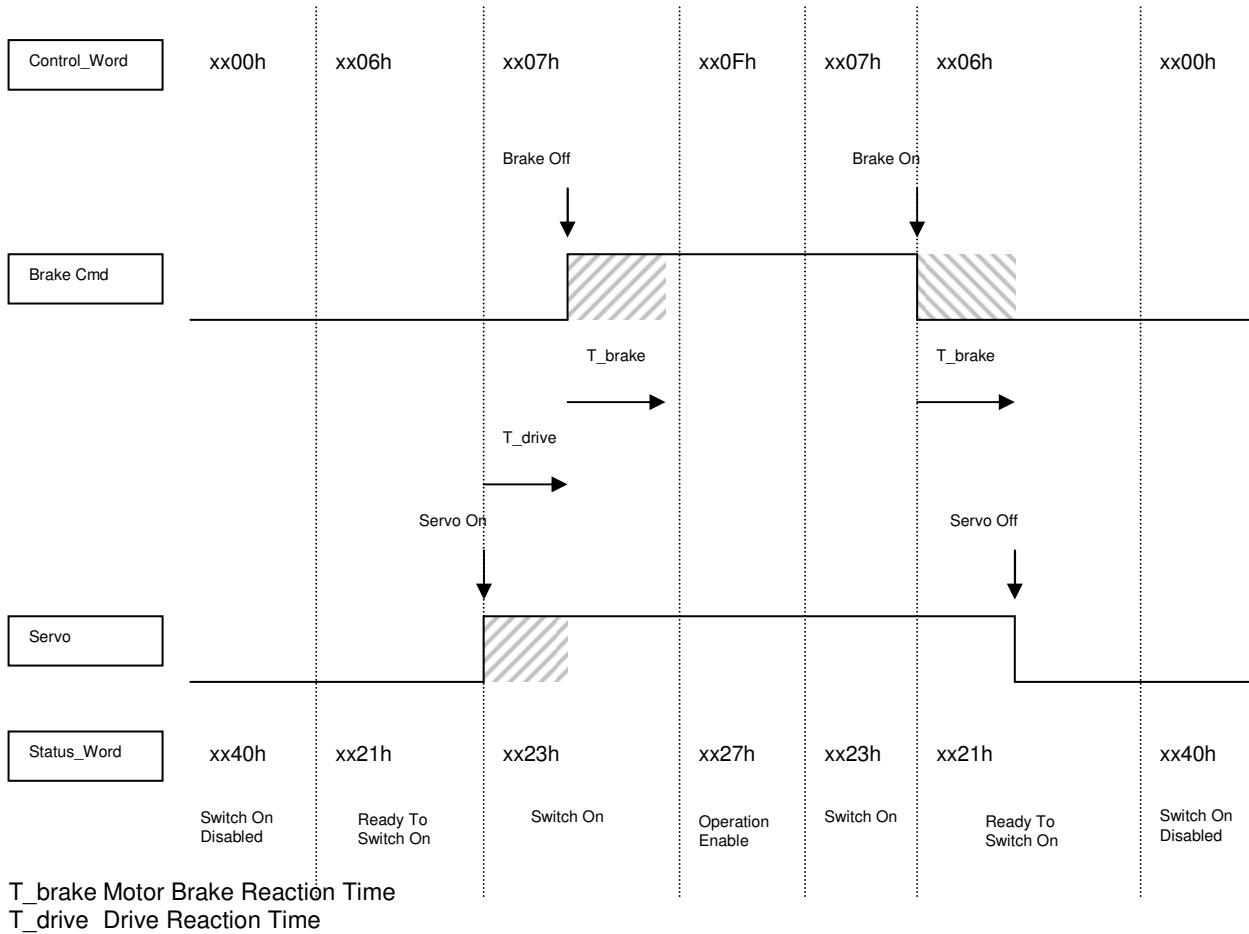 Control_Word xx00h xx06h xx07h xx0Fh xx07h xx06h xx00h
Brake Off Brake On
Brake Cmd
T_brake T_brake
T_drive
Servo On Servo Off
Servo
Status_Word xx40h xx21h xx23h xx27h xx23h xx21h xx40h
Switch On
Disabled
Ready To
Switch On
Switch On
Operation
Enable
Switch On
Ready To
Switch On
Switch On
Disabled
T_brake Motor Brake Reaction Time
T_drive Drive Reaction Time